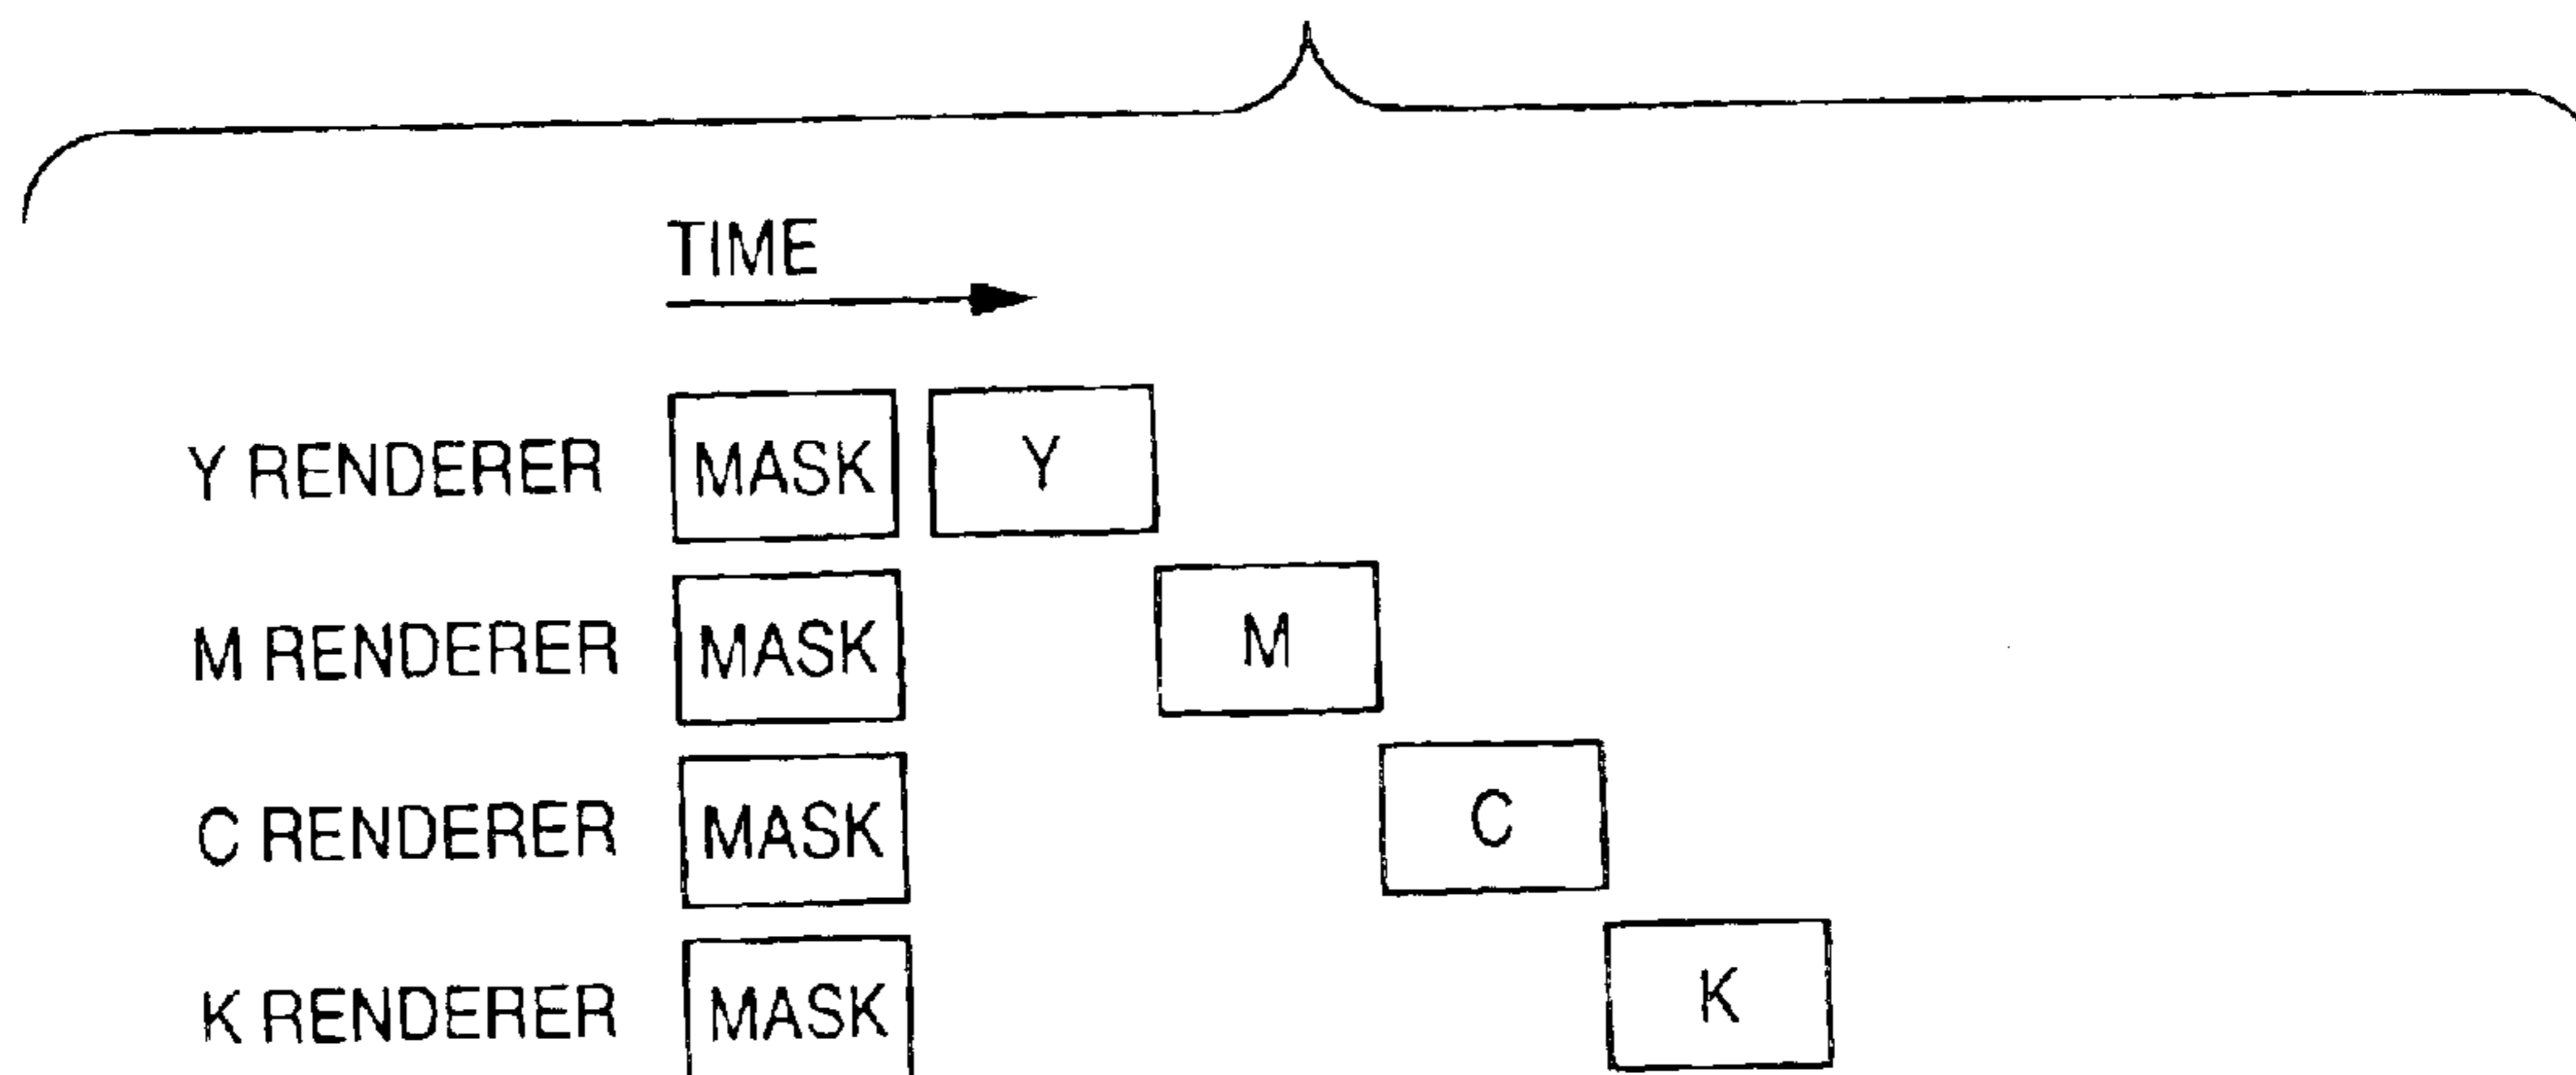 TIME
Y RENDERER MASK Y
M RENDERER MASK M
C RENDERER MASK C
K RENDERER MASK K